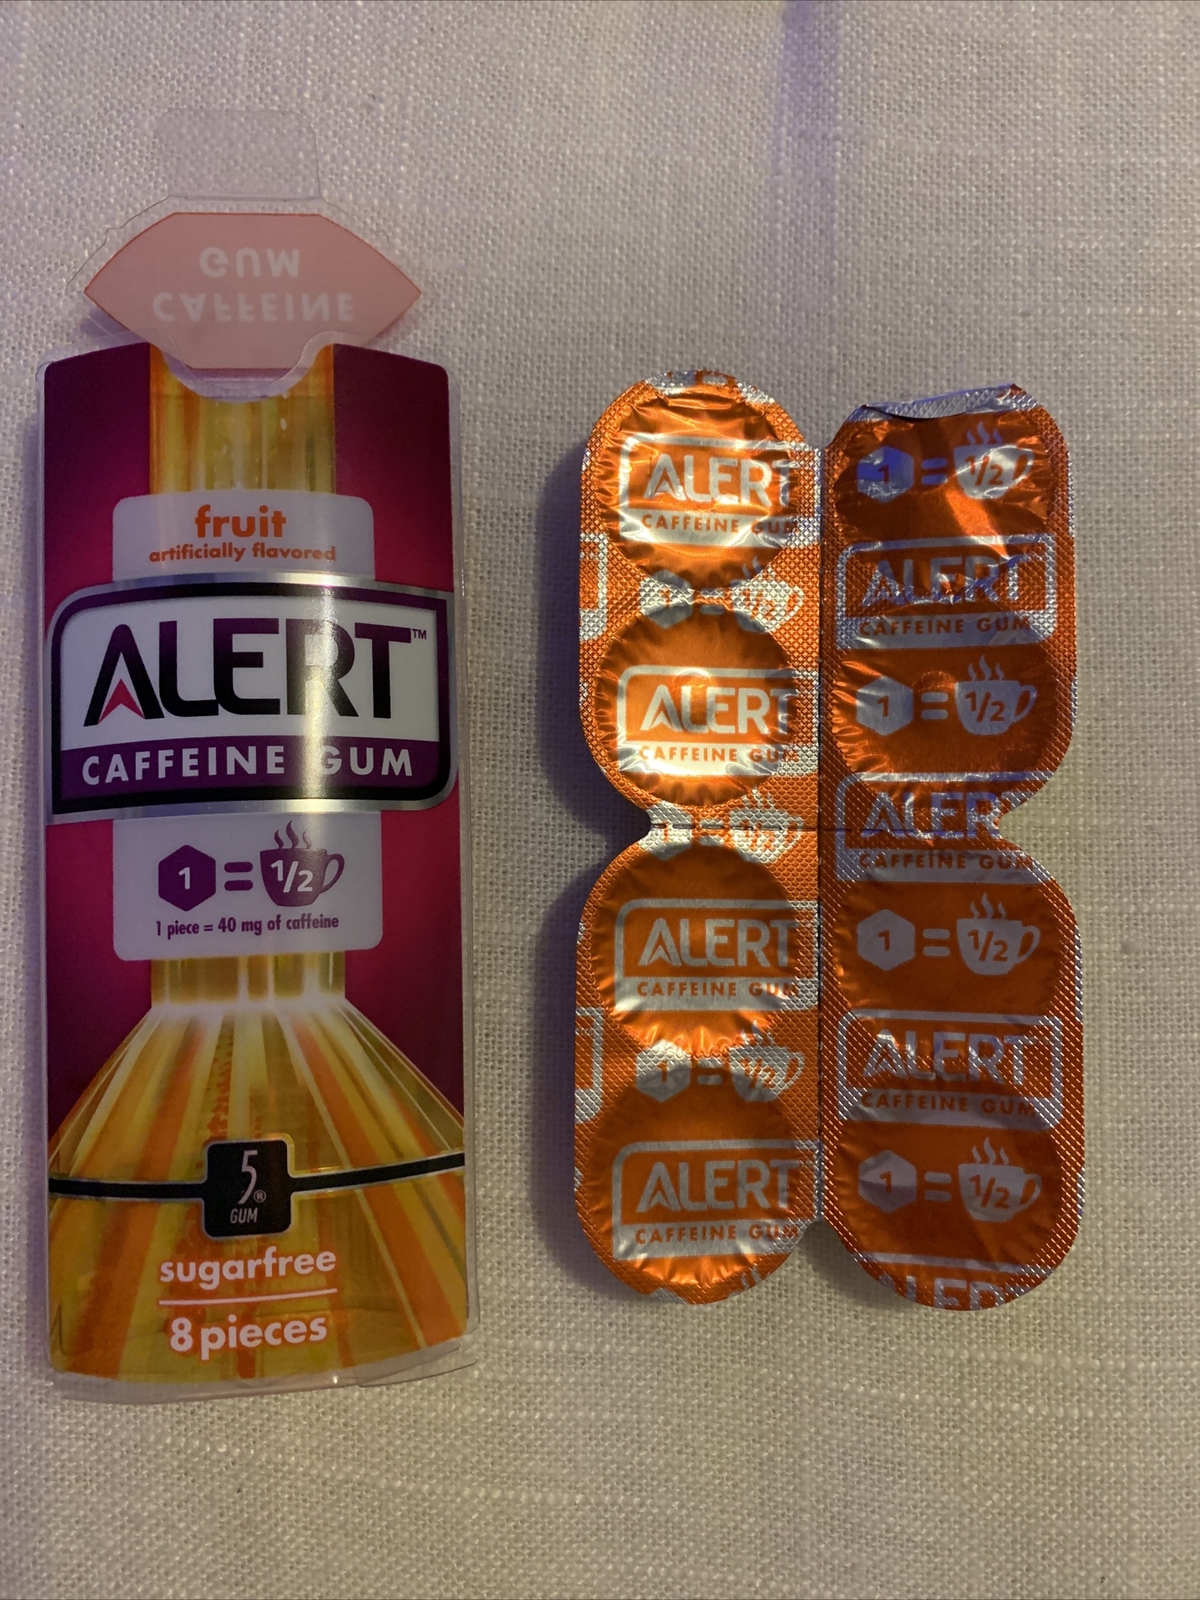 GUM
CAFFEINE
fruit
artificially flavored
ALERT™
CAFFEINE GUM
1 = 1/2
1 piece = 40 mg of caffeine
5®
GUM
sugarfree
8 pieces
ALERT
CAFFEINE GUM
1 = 1/2
ALERT
CAFFEINE GUM
1 = 1/2
ALERT
CAFFEINE GUM
1 = 1/2
ALERT
CAFFEINE GUM
1 = 1/2
ALERT
CAFFEINE GUM
1 = 1/2
ALERT
CAFFEINE GUM
1 = 1/2
ALERT
CAFFEINE GUM
1 = 1/2
ALERT